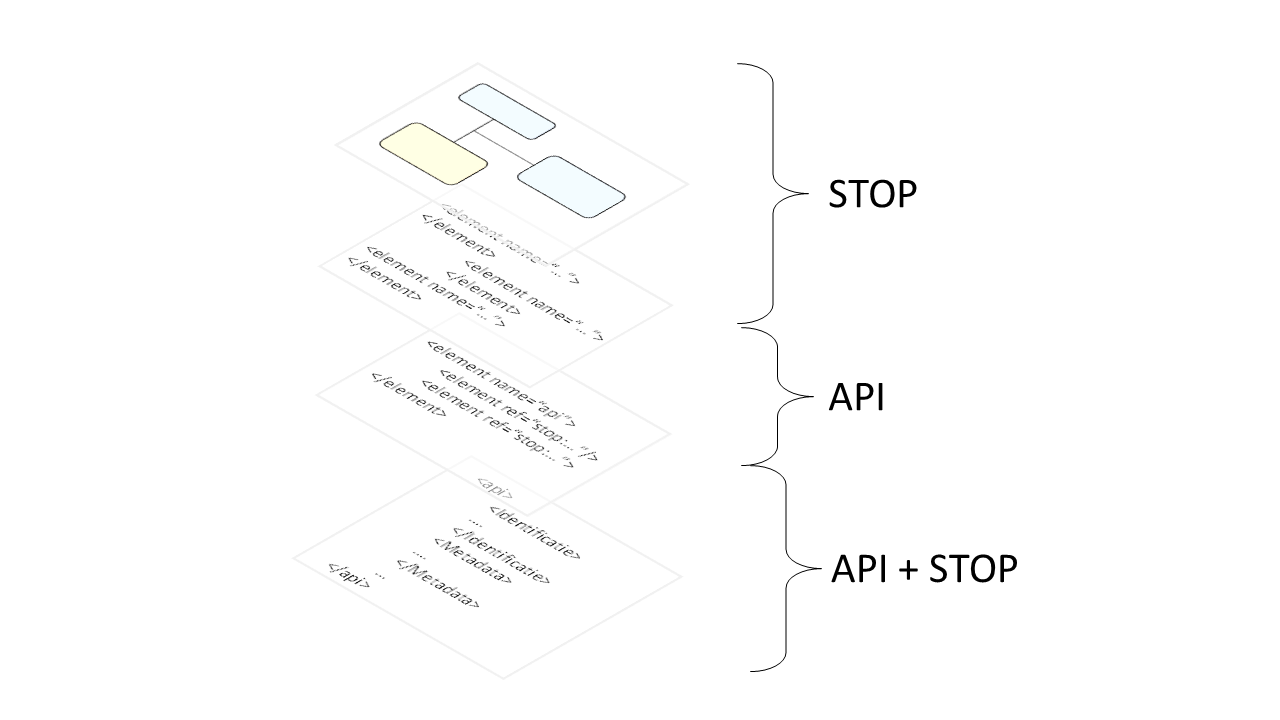 <element name="... ">
</element>
<element name="... ">
</element>
<element name="... ">
</element>
STOP
<element name="api">
<element ref="stop:... "/>
<element ref="stop:... ">
</element>
API
<api>
<Identificatie>
....
</Identificatie>
<Metadata>
....
</Metadata>
...
</api>
API + STOP